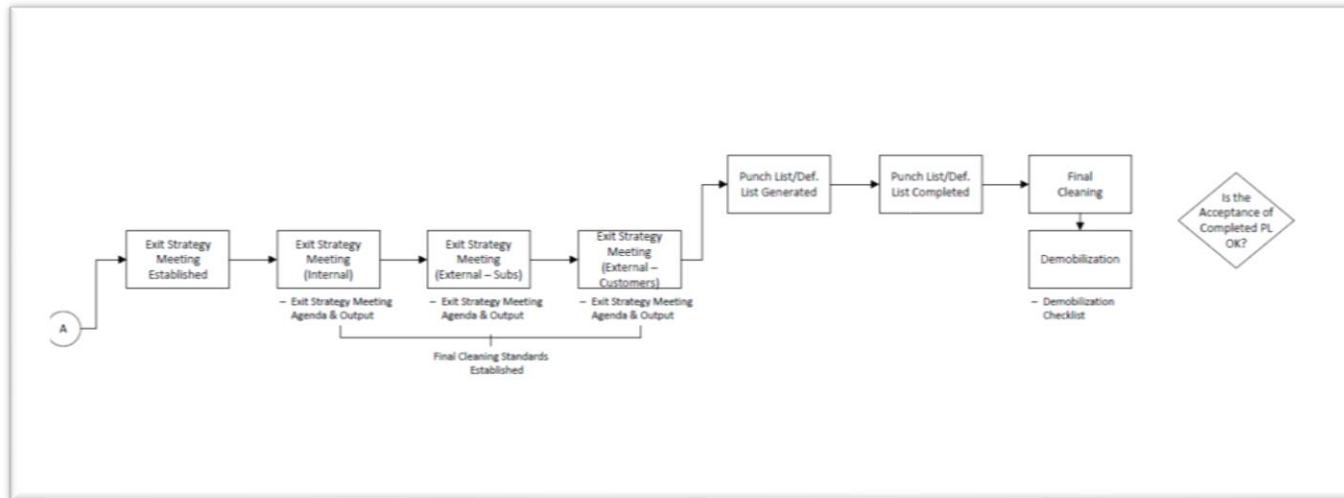 A
Exit Strategy
Meeting
Established
Exit Strategy
Meeting
(Internal)
Exit Strategy
Meeting
(External – Subs)
Exit Strategy
Meeting
(External –
Customers)
– Exit Strategy Meeting
Agenda & Output
– Exit Strategy Meeting
Agenda & Output
– Exit Strategy Meeting
Agenda & Output
Final Cleaning Standards
Established
Punch List/Def.
List Generated
Punch List/Def.
List Completed
Final
Cleaning
Demobilization
– Demobilization
Checklist
Is the
Acceptance of
Completed PL
OK?